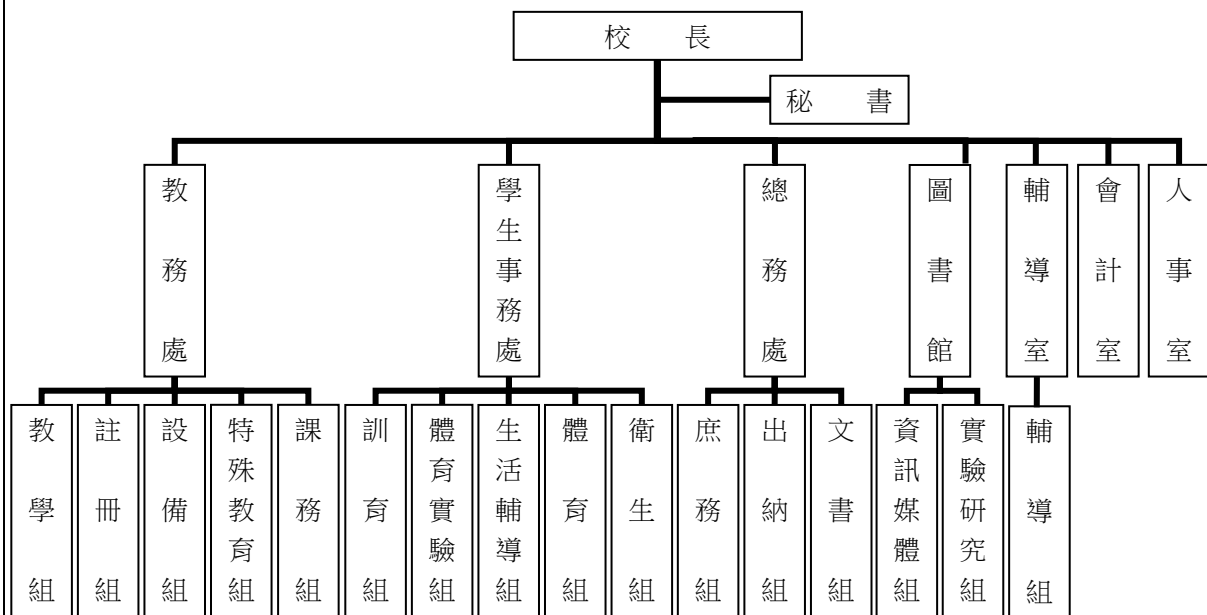 校長
秘書
教務處
學生事務處
總務處
圖書館
輔導室
會計室
人事室
教學組
註冊組
設備組
特殊教育組
課務組
訓育組
體育實驗組
生活輔導組
體育組
衛生組
庶務組
出納組
文書組
資訊媒體組
實驗研究組
輔導組